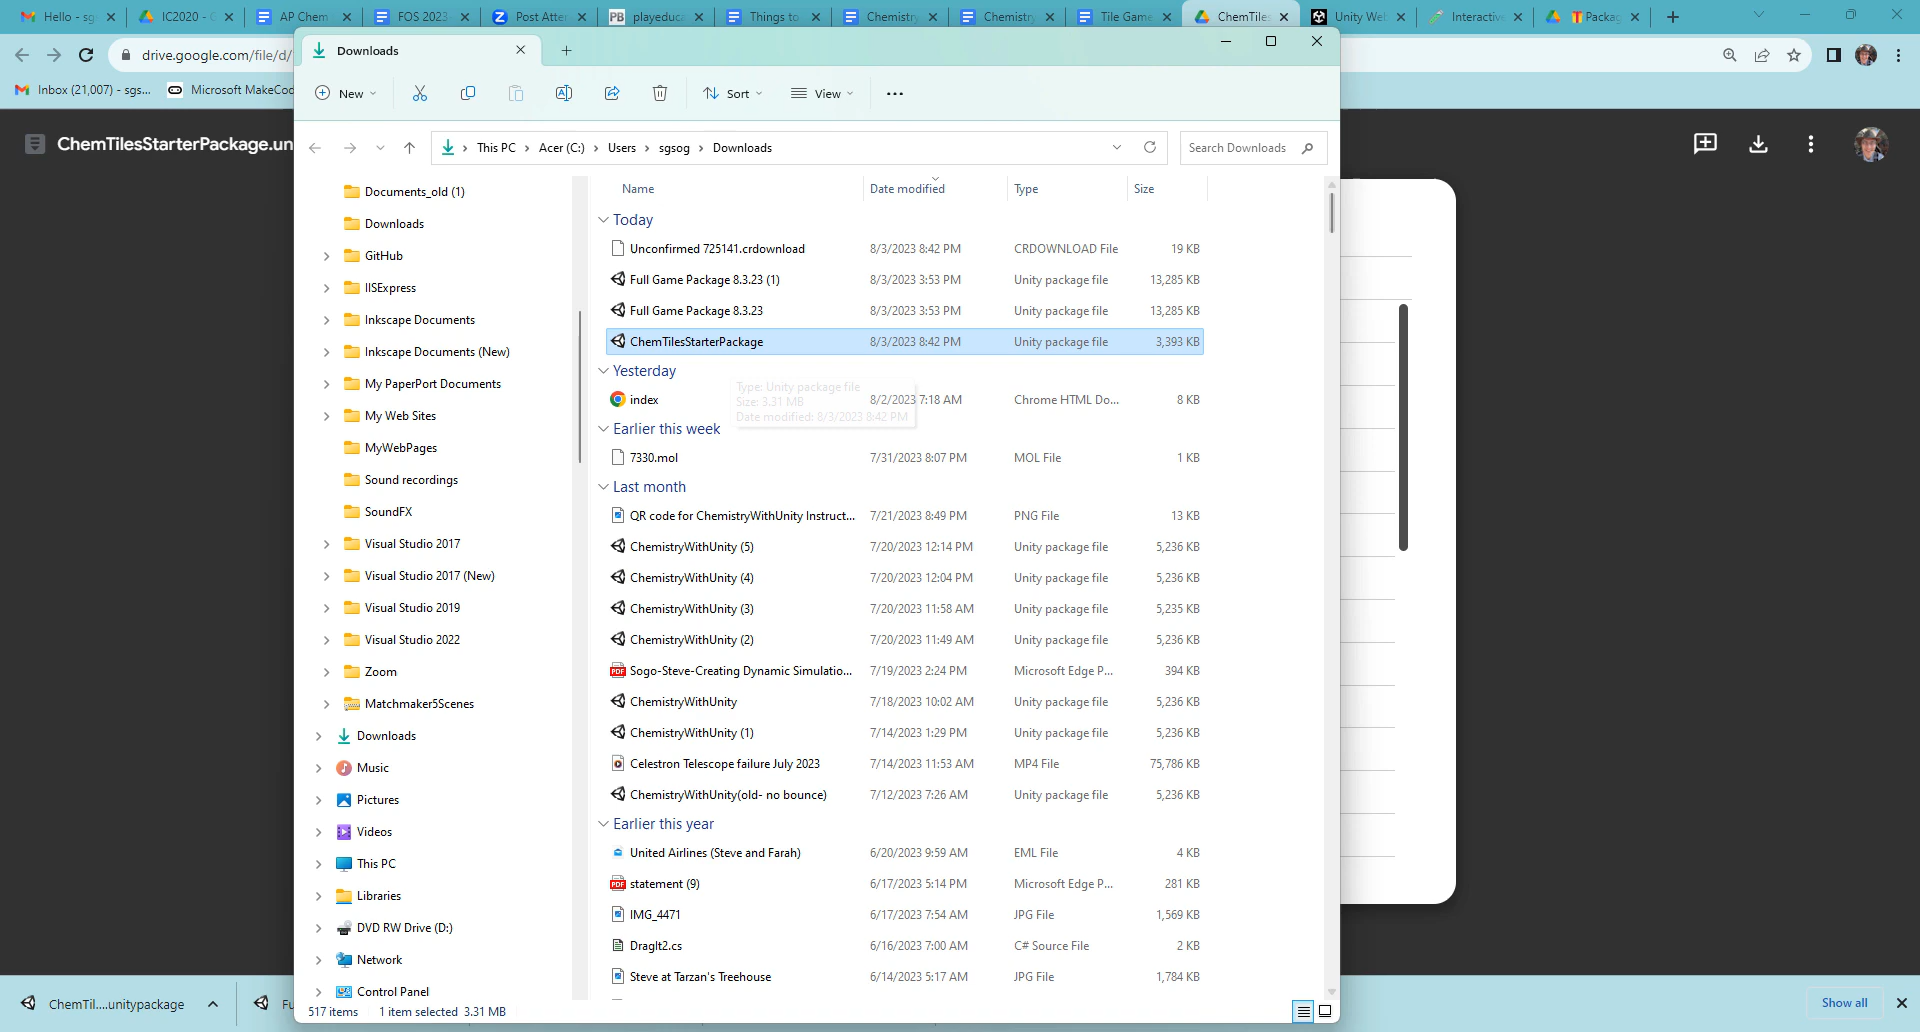 Hello - sg
IC2020 - C
AP Chem
FOS 2023
Post Atte
playeduc
Things to
Chemistry
Chemistry
Tile Game
ChemTiles
Unity We
Interactiv
Packag
drive.google.com/file/d/
Inbox (21,007) - sgs...
Microsoft MakeCod
ChemTilesStarterPackage.un
Downloads
New
Sort
View
This PC > Acer (C:) > Users > sgsog > Downloads
Search Downloads
Documents_old (1)
Downloads
GitHub
IISExpress
Inkscape Documents
Inkscape Documents (New)
My PaperPort Documents
My Web Sites
MyWebPages
Sound recordings
SoundFX
Visual Studio 2017
Visual Studio 2017 (New)
Visual Studio 2019
Visual Studio 2022
Zoom
Matchmaker5Scenes
Downloads
Music
Pictures
Videos
This PC
Libraries
DVD RW Drive (D:)
Network
Control Panel
Name Date modified Type Size
Today
Unconfirmed 725141.crdownload 8/3/2023 8:42 PM CRDOWNLOAD File 19 KB
Full Game Package 8.3.23 (1) 8/3/2023 3:53 PM Unity package file 13,285 KB
Full Game Package 8.3.23 8/3/2023 3:53 PM Unity package file 13,285 KB
ChemTilesStarterPackage 8/3/2023 8:42 PM Unity package file 3,393 KB
Yesterday
Type: Unity package file
Size: 3.31 MB
Date modified: 8/3/2023 8:42 PM
index 8/2/2023 7:18 AM Chrome HTML Do... 8 KB
Earlier this week
7330.mol 7/31/2023 8:07 PM MOL File 1 KB
Last month
QR code for ChemistryWithUnity Instruct... 7/21/2023 8:49 PM PNG File 13 KB
ChemistryWithUnity (5) 7/20/2023 12:14 PM Unity package file 5,236 KB
ChemistryWithUnity (4) 7/20/2023 12:04 PM Unity package file 5,236 KB
ChemistryWithUnity (3) 7/20/2023 11:58 AM Unity package file 5,235 KB
ChemistryWithUnity (2) 7/20/2023 11:49 AM Unity package file 5,236 KB
Sogo-Steve-Creating Dynamic Simulatio... 7/19/2023 2:24 PM Microsoft Edge P... 394 KB
ChemistryWithUnity 7/18/2023 10:02 AM Unity package file 5,236 KB
ChemistryWithUnity (1) 7/14/2023 1:29 PM Unity package file 5,236 KB
Celestron Telescope failure July 2023 7/14/2023 11:53 AM MP4 File 75,786 KB
ChemistryWithUnity(old- no bounce) 7/12/2023 7:26 AM Unity package file 5,236 KB
Earlier this year
United Airlines (Steve and Farah) 6/20/2023 9:59 AM EML File 4 KB
statement (9) 6/17/2023 5:14 PM Microsoft Edge P... 281 KB
IMG_4471 6/17/2023 7:54 AM JPG File 1,569 KB
DragIt2.cs 6/16/2023 7:00 AM C# Source File 2 KB
Steve at Tarzan's Treehouse 6/14/2023 5:17 AM JPG File 1,784 KB
517 items 1 item selected 3.31 MB
ChemTil....unitypackage
Fu
Show all